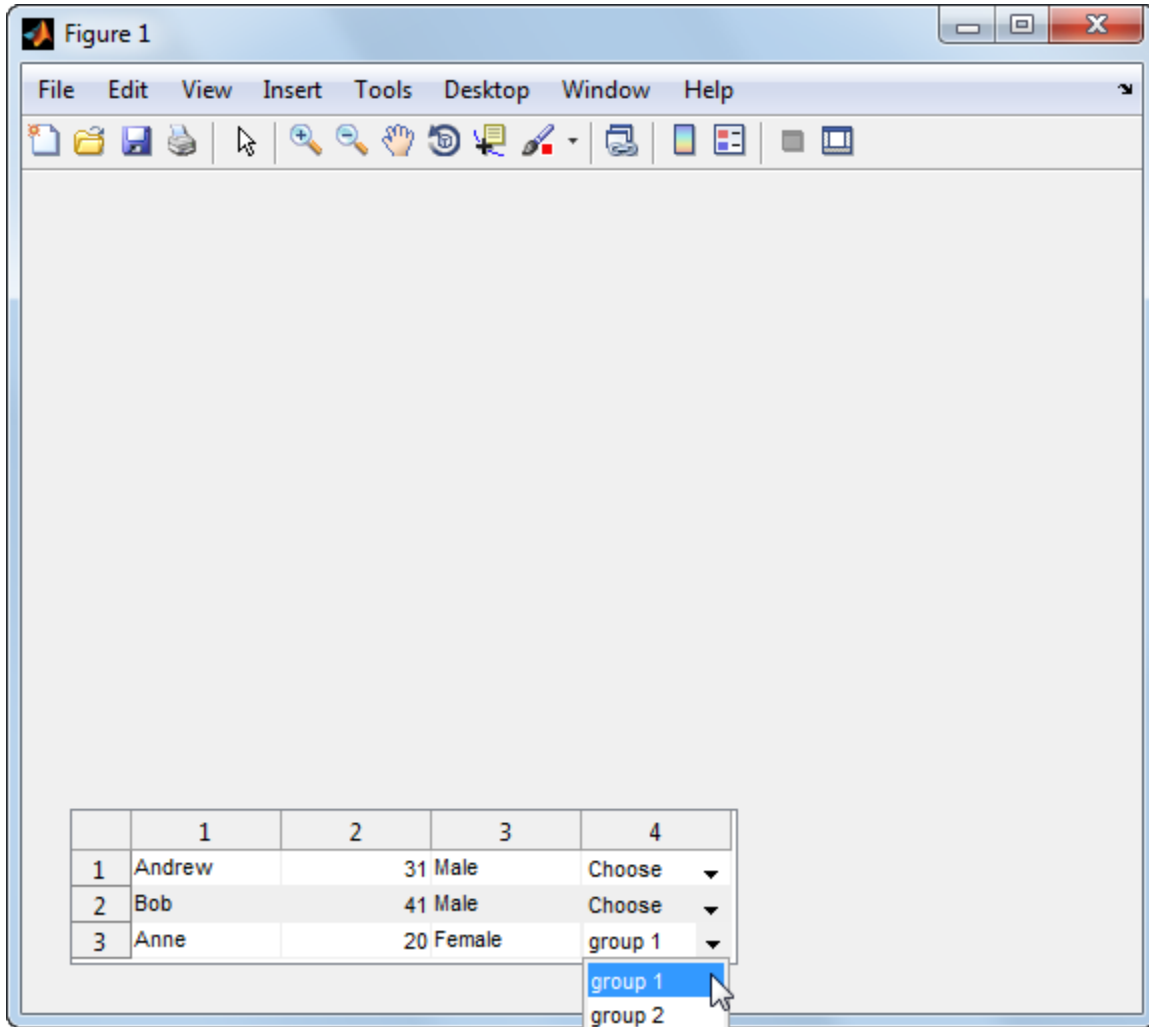 Figure 1
File Edit View Insert Tools Desktop Window Help
1 2 3 4
1 Andrew 31 Male Choose
2 Bob 41 Male Choose
3 Anne 20 Female group 1
group 1
group 2